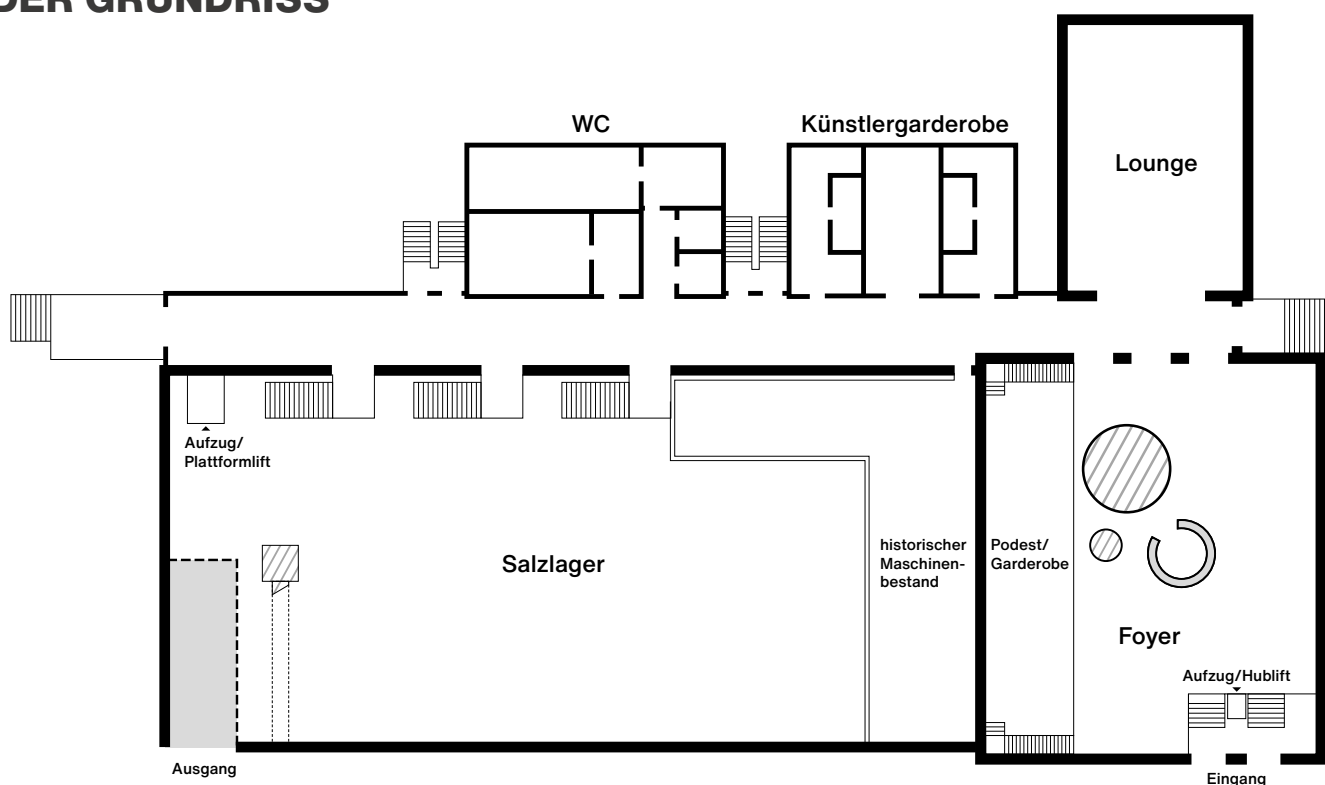 DER GRUNDRISS
WC
Künstlergarderobe
Lounge
Aufzug/
Plattformlift
Salzlager
historischer
Maschinen-
bestand
Podest/
Garderobe
Foyer
Aufzug/Hublift
Ausgang
Eingang